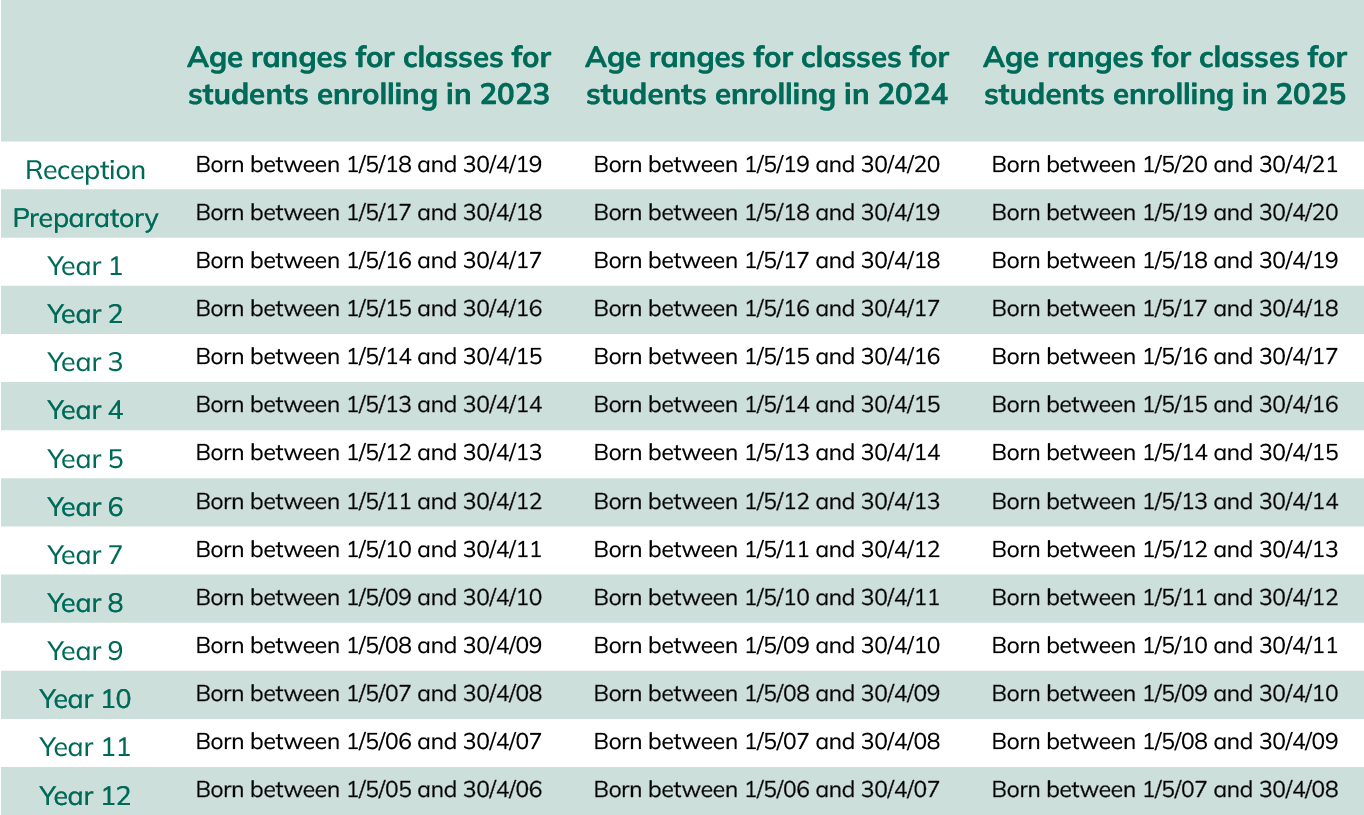 Age ranges for classes for students enrolling in 2023 Age ranges for classes for students enrolling in 2024 Age ranges for classes for students enrolling in 2025
Reception Born between 1/5/18 and 30/4/19 Born between 1/5/19 and 30/4/20 Born between 1/5/20 and 30/4/21
Preparatory Born between 1/5/17 and 30/4/18 Born between 1/5/18 and 30/4/19 Born between 1/5/19 and 30/4/20
Year 1 Born between 1/5/16 and 30/4/17 Born between 1/5/17 and 30/4/18 Born between 1/5/18 and 30/4/19
Year 2 Born between 1/5/15 and 30/4/16 Born between 1/5/16 and 30/4/17 Born between 1/5/17 and 30/4/18
Year 3 Born between 1/5/14 and 30/4/15 Born between 1/5/15 and 30/4/16 Born between 1/5/16 and 30/4/17
Year 4 Born between 1/5/13 and 30/4/14 Born between 1/5/14 and 30/4/15 Born between 1/5/15 and 30/4/16
Year 5 Born between 1/5/12 and 30/4/13 Born between 1/5/13 and 30/4/14 Born between 1/5/14 and 30/4/15
Year 6 Born between 1/5/11 and 30/4/12 Born between 1/5/12 and 30/4/13 Born between 1/5/13 and 30/4/14
Year 7 Born between 1/5/10 and 30/4/11 Born between 1/5/11 and 30/4/12 Born between 1/5/12 and 30/4/13
Year 8 Born between 1/5/09 and 30/4/10 Born between 1/5/10 and 30/4/11 Born between 1/5/11 and 30/4/12
Year 9 Born between 1/5/08 and 30/4/09 Born between 1/5/09 and 30/4/10 Born between 1/5/10 and 30/4/11
Year 10 Born between 1/5/07 and 30/4/08 Born between 1/5/08 and 30/4/09 Born between 1/5/09 and 30/4/10
Year 11 Born between 1/5/06 and 30/4/07 Born between 1/5/07 and 30/4/08 Born between 1/5/08 and 30/4/09
Year 12 Born between 1/5/05 and 30/4/06 Born between 1/5/06 and 30/4/07 Born between 1/5/07 and 30/4/08